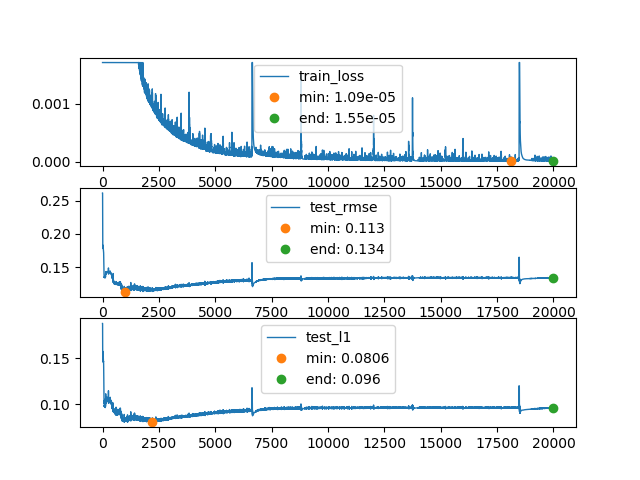 train_loss
min: 1.09e-05
end: 1.55e-05
0.001
0.000
0 2500 5000 7500 10000 12500 15000 17500 20000
test_rmse
min: 0.113
end: 0.134
0.25
0.20
0.15
0 2500 5000 7500 10000 12500 15000 17500 20000
test_l1
min: 0.0806
end: 0.096
0.15
0.10
0 2500 5000 7500 10000 12500 15000 17500 20000